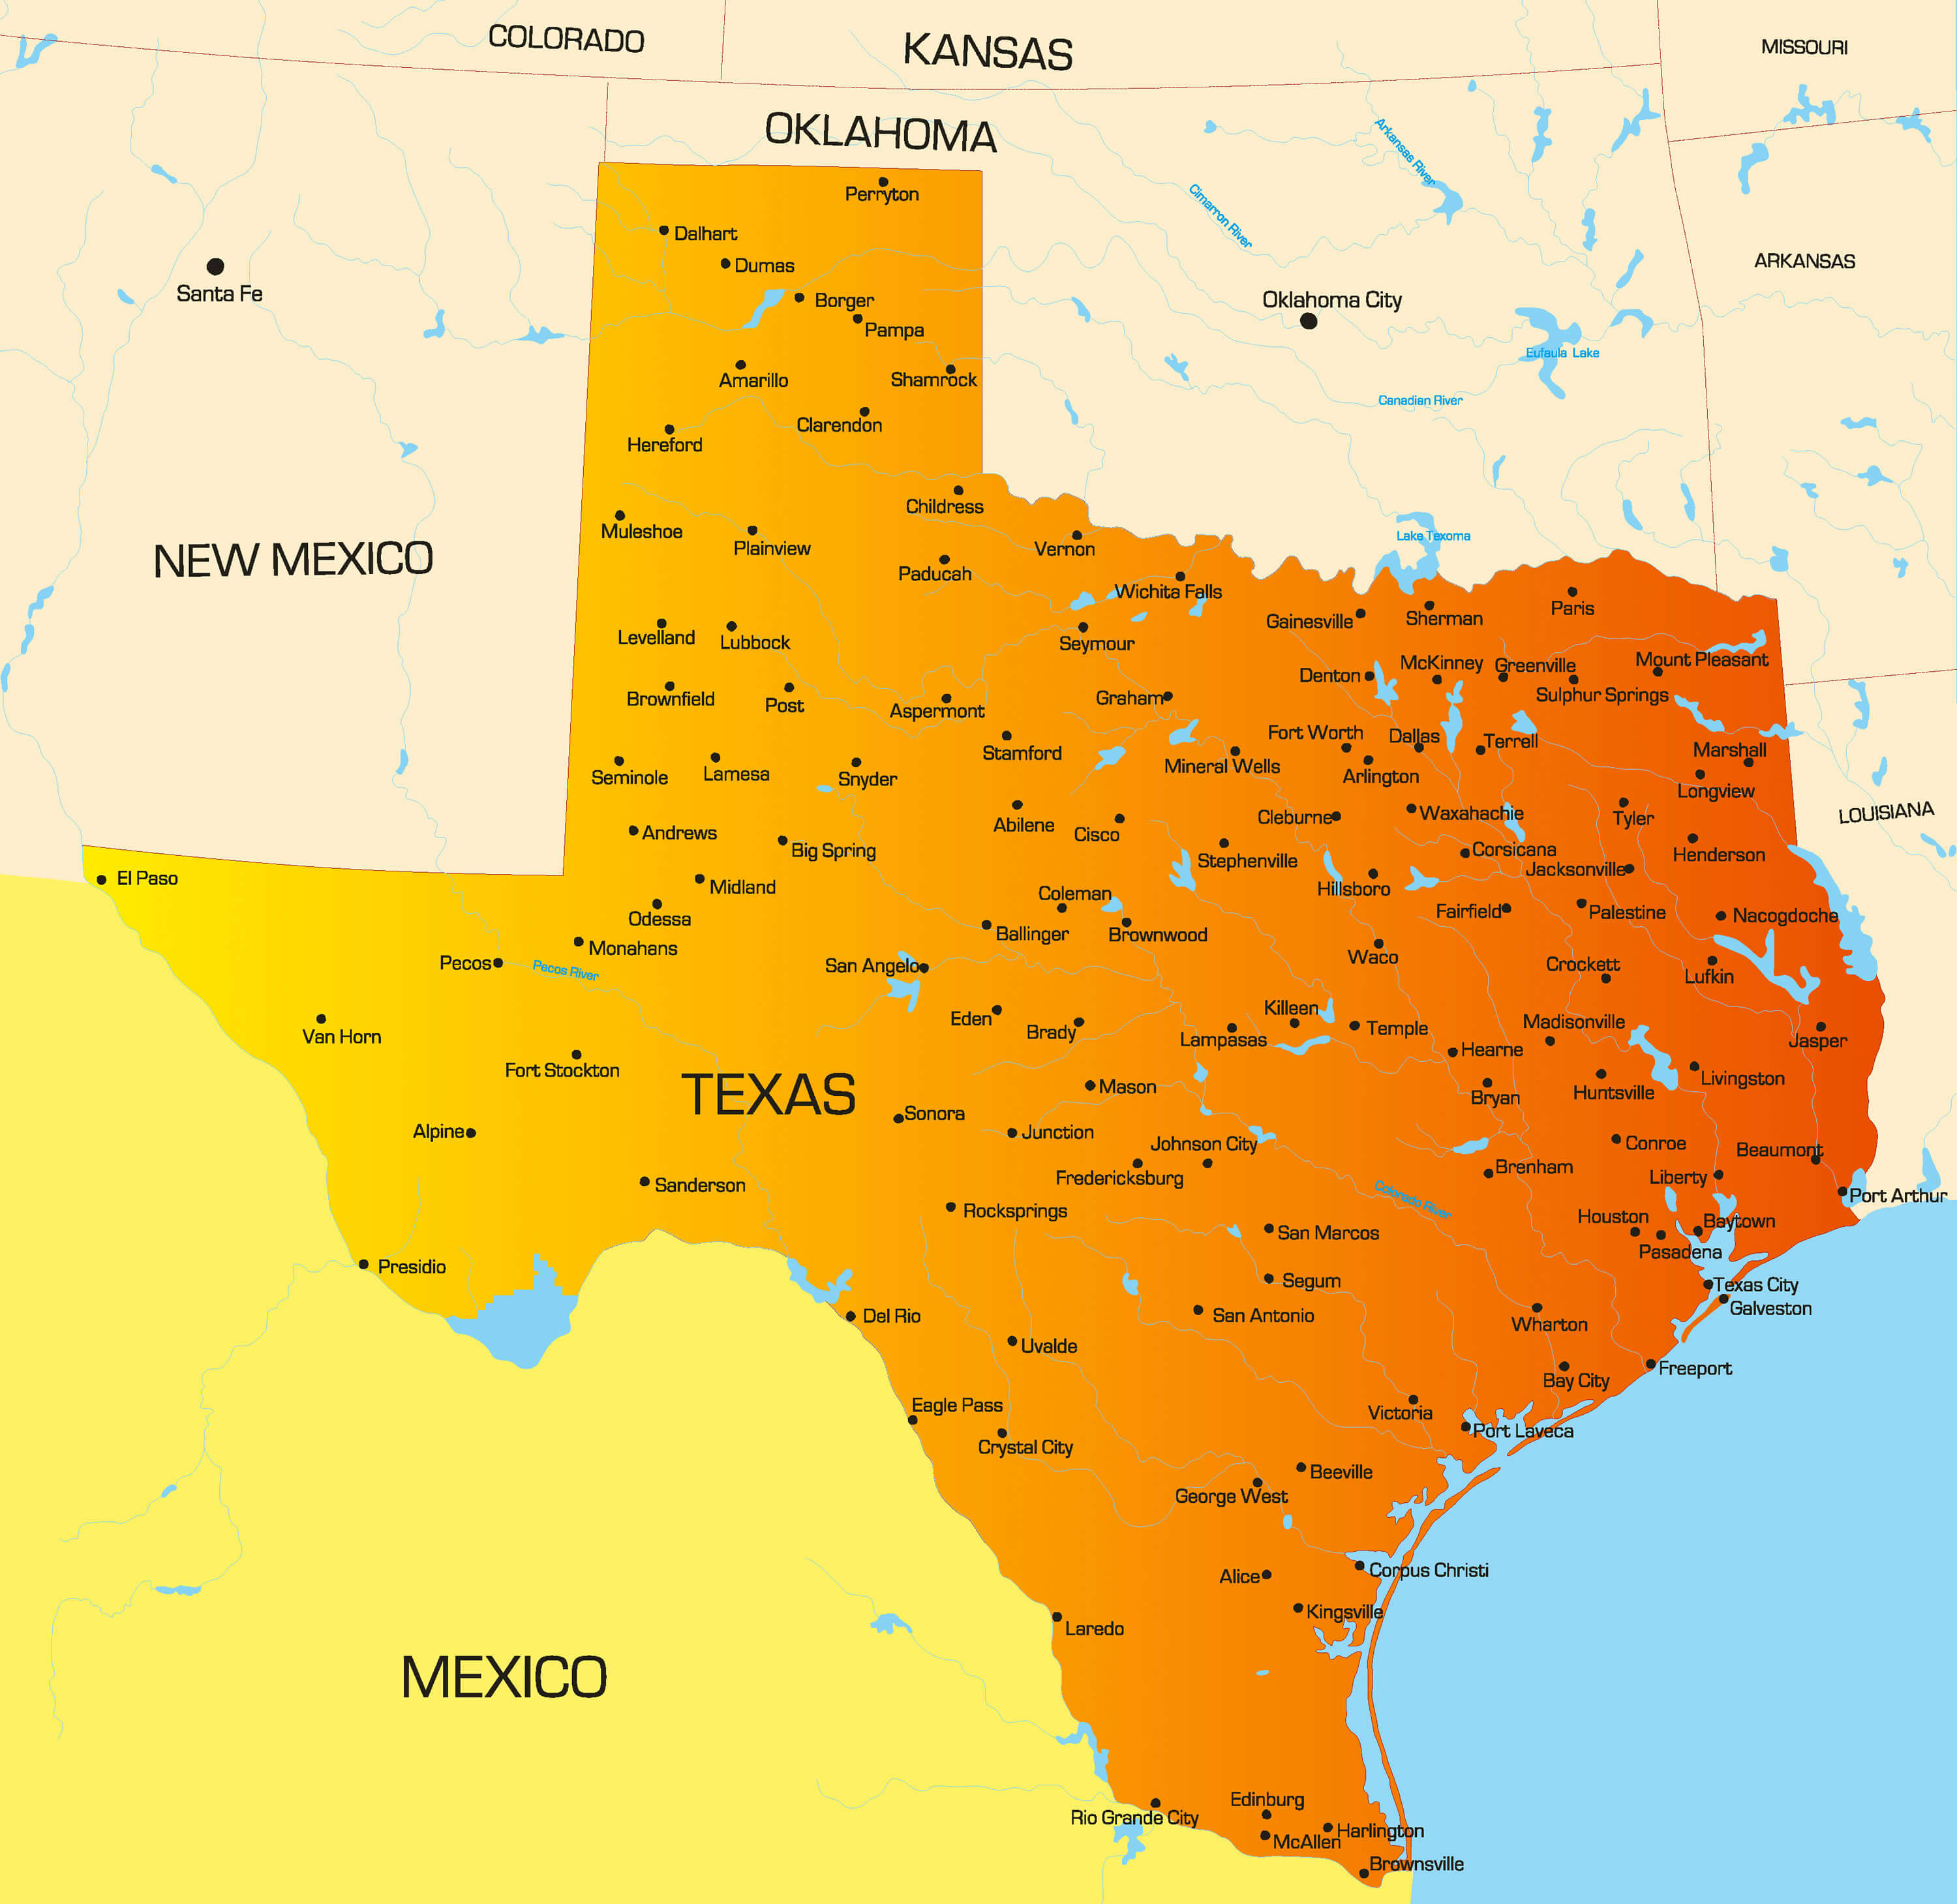 COLORADO
KANSAS
MISSOURI
OKLAHOMA
Arkansas River
Cimarron River
Perryton
Dalhart
Dumas
ARKANSAS
Santa Fe
Borger
Oklahoma City
Pampa
Eufaula Lake
Amarillo
Shamrock
Canadian River
Clarendon
Hereford
Childress
Muleshoe
Plainview
Vernon
Lake Texoma
NEW MEXICO
Paducah
Wichita Falls
Paris
Gainesville
Sherman
Levelland
Lubbock
Seymour
McKinney
Greenville
Mount Pleasant
Denton
Sulphur Springs
Brownfield
Post
Aspermont
Graham
Fort Worth
Dallas
Terrell
Stamford
Marshall
Mineral Wells
Arlington
Seminole
Lamesa
Snyder
Longview
LOUISIANA
Abilene
Cisco
Cleburne
Waxahachie
Tyler
Andrews
Big Spring
Stephenville
Corsicana
Henderson
Jacksonville
El Paso
Midland
Coleman
Hillsboro
Odessa
Fairfield
Palestine
Nacogdoche
Monahans
Ballinger
Brownwood
Pecos
Pecos River
San Angelo
Waco
Crockett
Lufkin
Van Horn
Eden
Brady
Killeen
Lampasas
Temple
Madisonville
Jasper
Fort Stockton
Hearne
TEXAS
Mason
Bryan
Huntsville
Livingston
Alpine
Sonora
Junction
Johnson City
Conroe
Beaumont
Sanderson
Fredericksburg
Brenham
Liberty
Port Arthur
Colorado River
Rocksprings
San Marcos
Houston
Baytown
Pasadena
Presidio
Segum
Texas City
Del Rio
San Antonio
Wharton
Galveston
Uvalde
Freeport
Bay City
Eagle Pass
Victoria
Port Laveca
Crystal City
Beeville
George West
Corpus Christi
Alice
Kingsville
Laredo
MEXICO
Edinburg
Rio Grande City
Harlington
McAllen
Brownsville